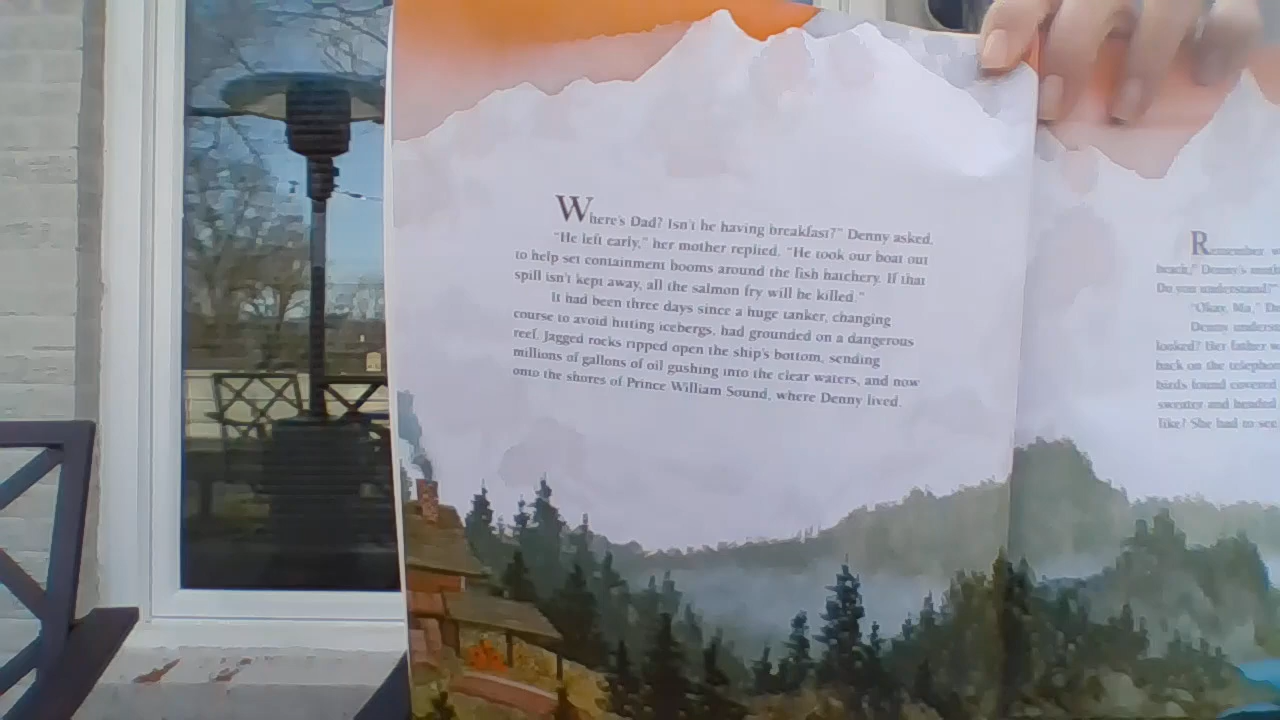 Where's Dad? Isn't he having breakfast?" Denny asked.
"He left early," her mother replied. "He took our boat out
to help set containment booms around the fish hatchery. If that
spill isn't kept away, all the salmon fry will be killed."
It had been three days since a huge tanker, changing
course to avoid hitting icebergs, had grounded on a dangerous
reef. Jagged rocks ripped open the ship's bottom, sending
millions of gallons of oil gushing into the clear waters, and now
onto the shores of Prince William Sound, where Denny lived.
Remember
beach," Denny's
Do you understand?"
"Okay, Ma,"
Denny
looked? Her father
back on the
birds found covered
sweater and headed
like? She had to see